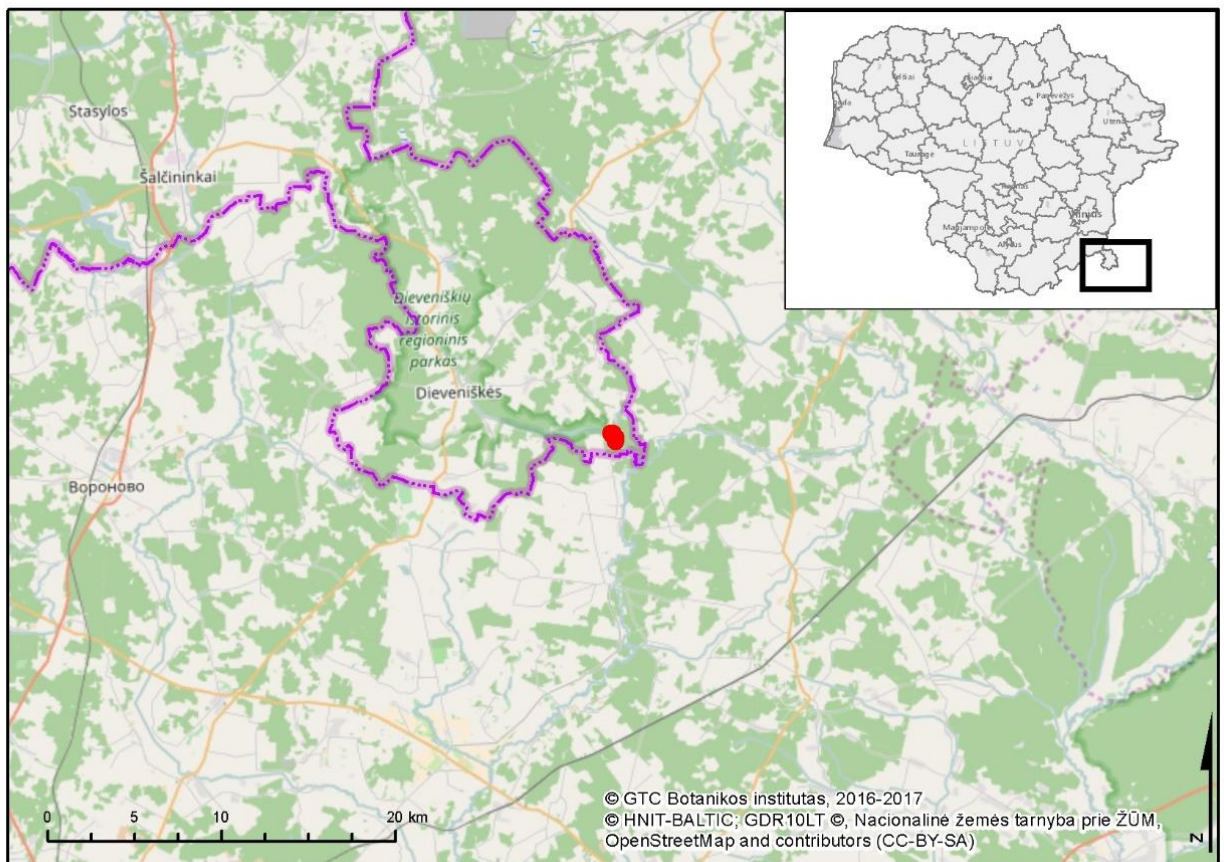 Stasylos
Šalčininkai
Dieveniškių
istorinis
regioninis
parkas
Dieveniškės
Вороново
Panevėžys
Utena
LITUV
Tauragė
Vilnius
Alytus
0 5 10 20 km
© GTC Botanikos institutas, 2016-2017
© HNIT-BALTIC; GDR10LT ©, Nacionalinė žemės tarnyba prie ŽŪM,
OpenStreetMap and contributors (CC-BY-SA)
N